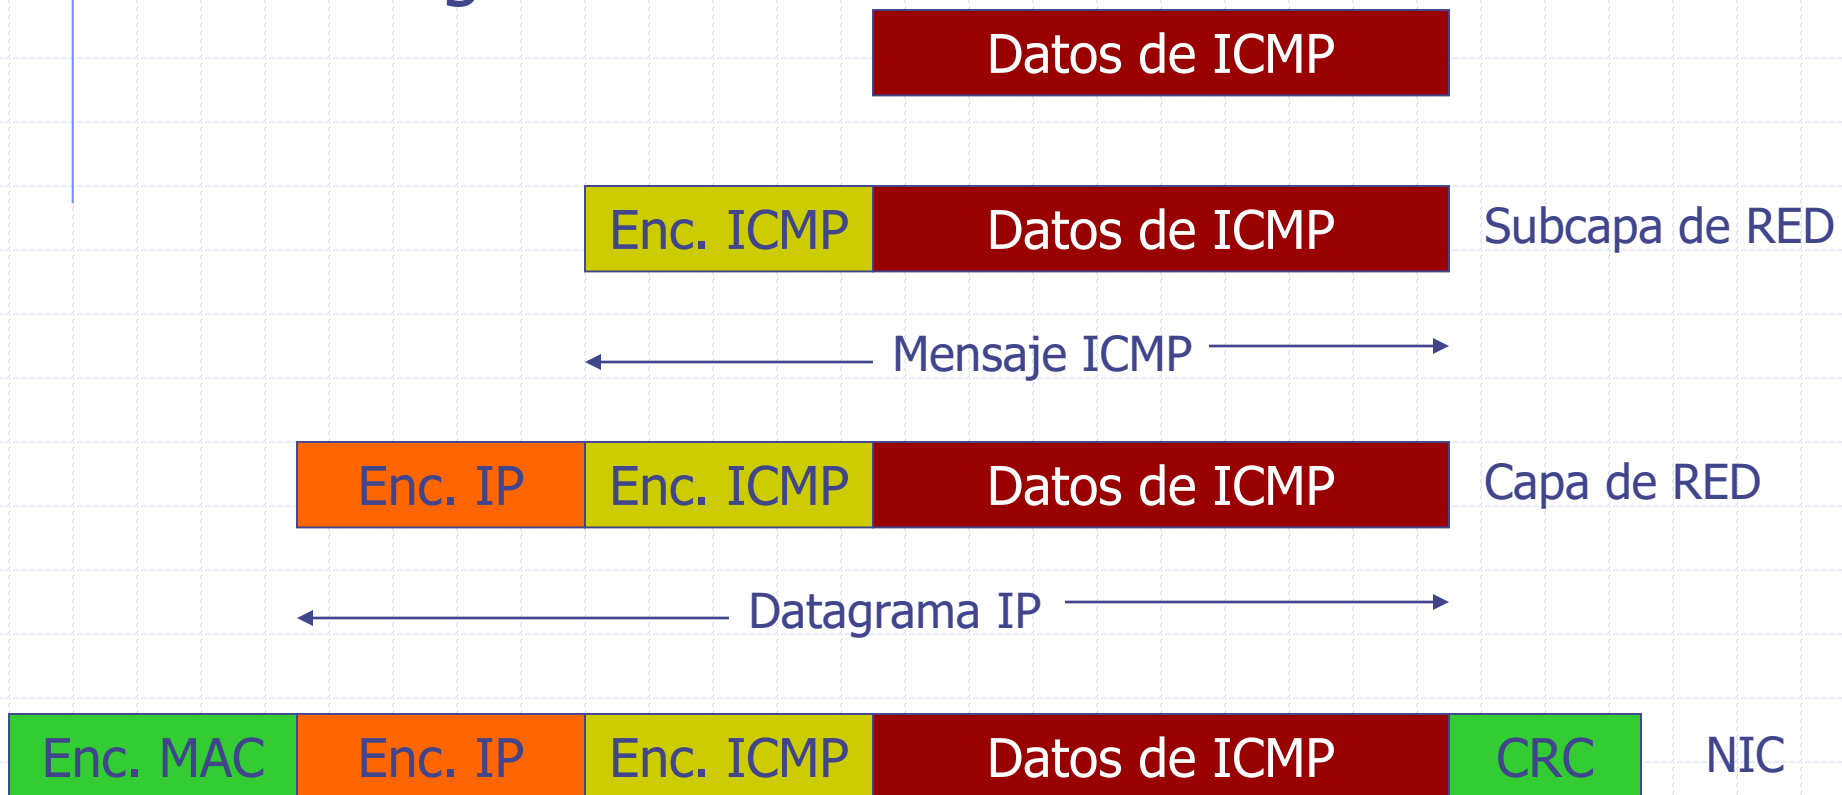 Datos de ICMP
Enc. ICMP Datos de ICMP Subcapa de RED
Mensaje ICMP
Enc. IP Enc. ICMP Datos de ICMP Capa de RED
Datagrama IP
Enc. MAC Enc. IP Enc. ICMP Datos de ICMP CRC NIC